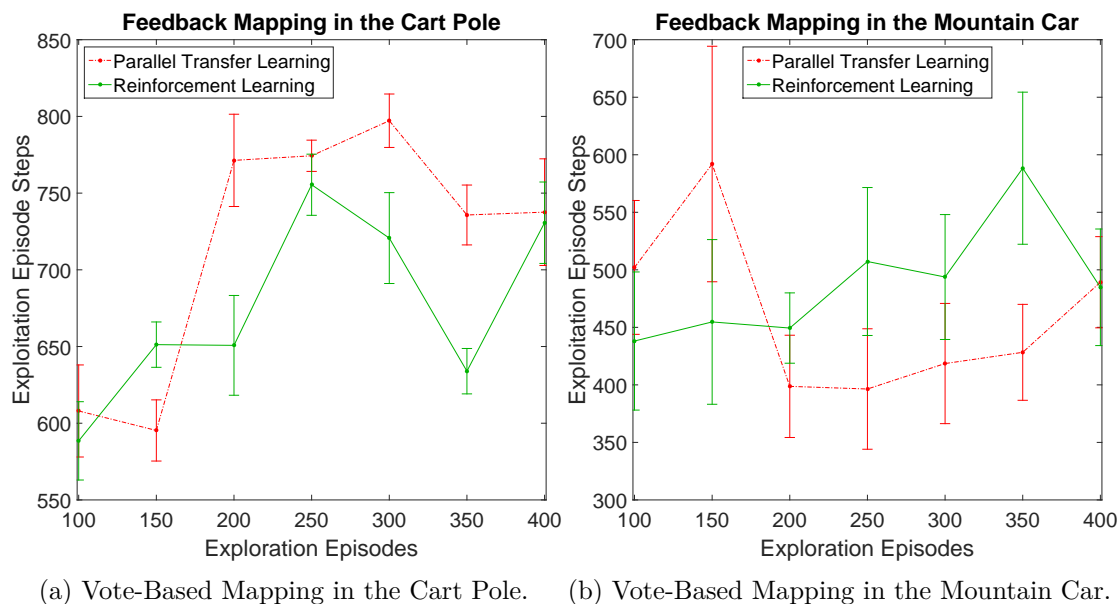 Feedback Mapping in the Cart Pole
850
800
750
700
650
600
550
Exploitation Episode Steps
Parallel Transfer Learning
Reinforcement Learning
100 150 200 250 300 350 400
Exploration Episodes
(a) Vote-Based Mapping in the Cart Pole.
Feedback Mapping in the Mountain Car
700
650
600
550
500
450
400
350
300
Exploitation Episode Steps
Parallel Transfer Learning
Reinforcement Learning
100 150 200 250 300 350 400
Exploration Episodes
(b) Vote-Based Mapping in the Mountain Car.